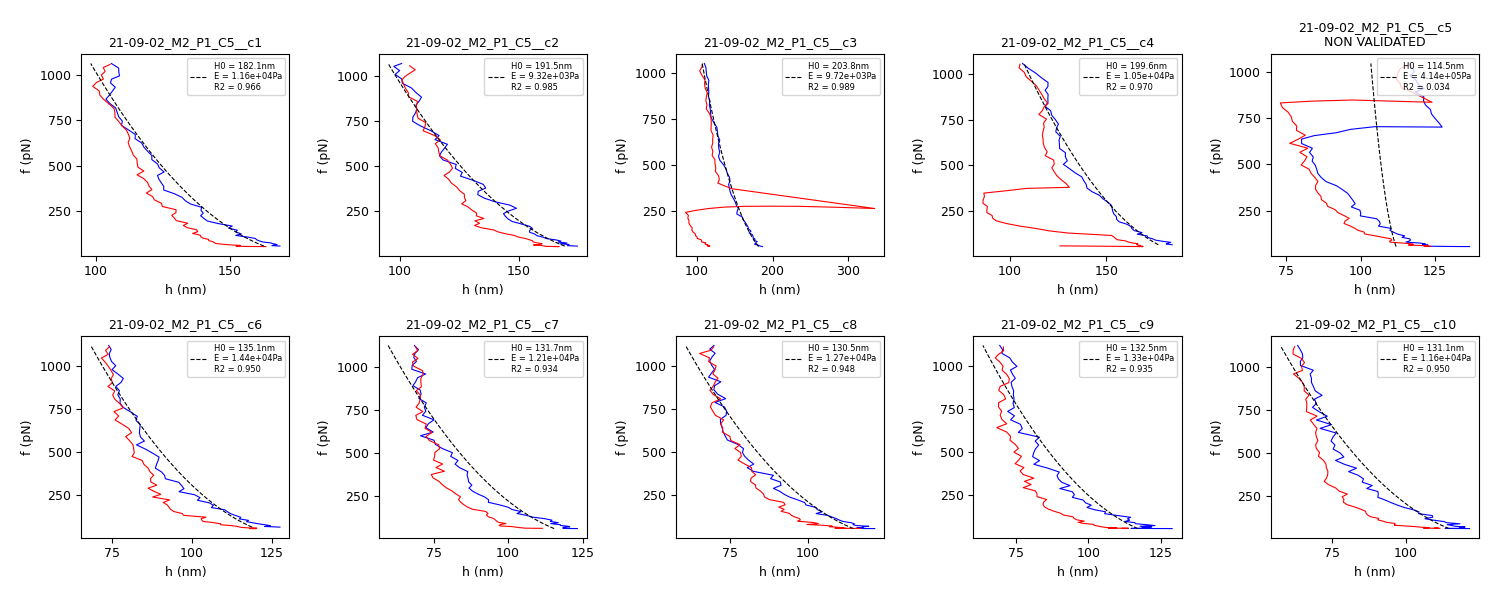 21-09-02_M2_P1_C5__c1
H0 = 182.1nm
E = 1.16e+04Pa
R2 = 0.966
f (pN)
1000
750
500
250
100
150
h (nm)
21-09-02_M2_P1_C5__c2
H0 = 191.5nm
E = 9.32e+03Pa
R2 = 0.985
f (pN)
1000
750
500
250
100
150
h (nm)
21-09-02_M2_P1_C5__c3
H0 = 203.8nm
E = 9.72e+03Pa
R2 = 0.989
f (pN)
1000
750
500
250
100
200
300
h (nm)
21-09-02_M2_P1_C5__c4
H0 = 199.6nm
E = 1.05e+04Pa
R2 = 0.970
f (pN)
1000
750
500
250
100
150
h (nm)
21-09-02_M2_P1_C5__c5
NON VALIDATED
H0 = 114.5nm
E = 4.14e+05Pa
R2 = 0.034
f (pN)
1000
750
500
250
75
100
125
h (nm)
21-09-02_M2_P1_C5__c6
H0 = 135.1nm
E = 1.44e+04Pa
R2 = 0.950
f (pN)
1000
750
500
250
75
100
125
h (nm)
21-09-02_M2_P1_C5__c7
H0 = 131.7nm
E = 1.21e+04Pa
R2 = 0.934
f (pN)
1000
750
500
250
75
100
125
h (nm)
21-09-02_M2_P1_C5__c8
H0 = 130.5nm
E = 1.27e+04Pa
R2 = 0.948
f (pN)
1000
750
500
250
75
100
h (nm)
21-09-02_M2_P1_C5__c9
H0 = 132.5nm
E = 1.33e+04Pa
R2 = 0.935
f (pN)
1000
750
500
250
75
100
125
h (nm)
21-09-02_M2_P1_C5__c10
H0 = 131.1nm
E = 1.16e+04Pa
R2 = 0.950
f (pN)
1000
750
500
250
75
100
h (nm)